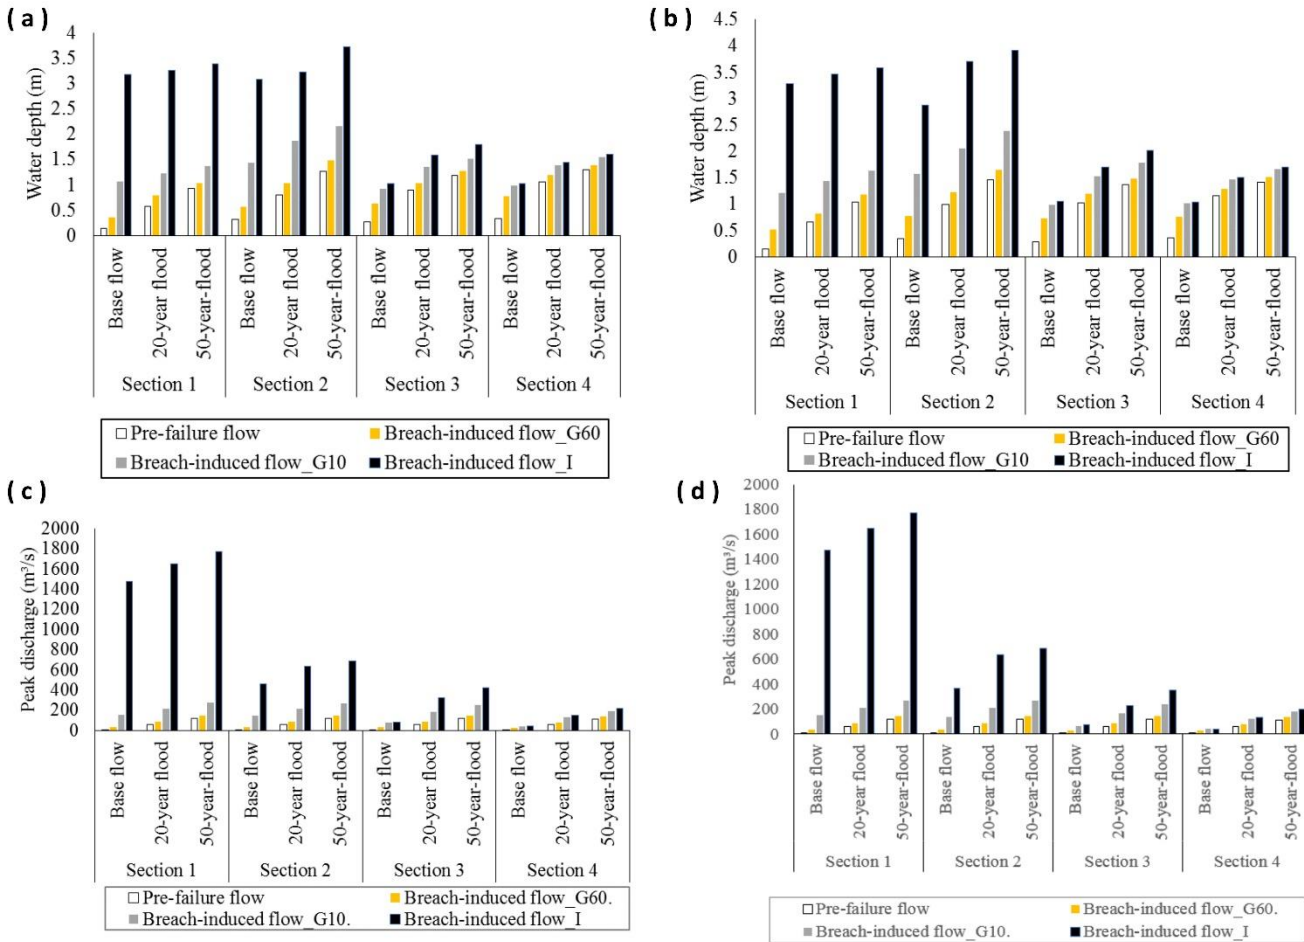 ( a )
4
3.5
3
2.5
2
1.5
1
0.5
0
Water depth (m)
Base flow
20-year flood
50-year-flood
Base flow
20-year flood
50-year-flood
Base flow
20-year flood
50-year-flood
Base flow
20-year flood
50-year-flood
Section 1
Section 2
Section 3
Section 4
Pre-failure flow
Breach-induced flow_G60
Breach-induced flow_G10
Breach-induced flow_I
( b )
4.5
4
3.5
3
2.5
2
1.5
1
0.5
0
Water depth (m)
Base flow
20-year flood
50-year-flood
Base flow
20-year flood
50-year-flood
Base flow
20-year flood
50-year-flood
Base flow
20-year flood
50-year-flood
Section 1
Section 2
Section 3
Section 4
Pre-failure flow
Breach-induced flow_G60
Breach-induced flow_G10
Breach-induced flow_I
( c )
2000
1800
1600
1400
1200
1000
800
600
400
200
0
Peak discharge (m³/s)
Base flow
20-year flood
50-year-flood
Base flow
20-year flood
50-year-flood
Base flow
20-year flood
50-year-flood
Base flow
20-year flood
50-year-flood
Section 1
Section 2
Section 3
Section 4
Pre-failure flow
Breach-induced flow_G60.
Breach-induced flow_G10.
Breach-induced flow_I
( d )
2000
1800
1600
1400
1200
1000
800
600
400
200
0
Peak discharge (m³/s)
Base flow
20-year flood
50-year-flood
Base flow
20-year flood
50-year-flood
Base flow
20-year flood
50-year-flood
Base flow
20-year flood
50-year-flood
Section 1
Section 2
Section 3
Section 4
Pre-failure flow
Breach-induced flow_G60.
Breach-induced flow_G10.
Breach-induced flow_I